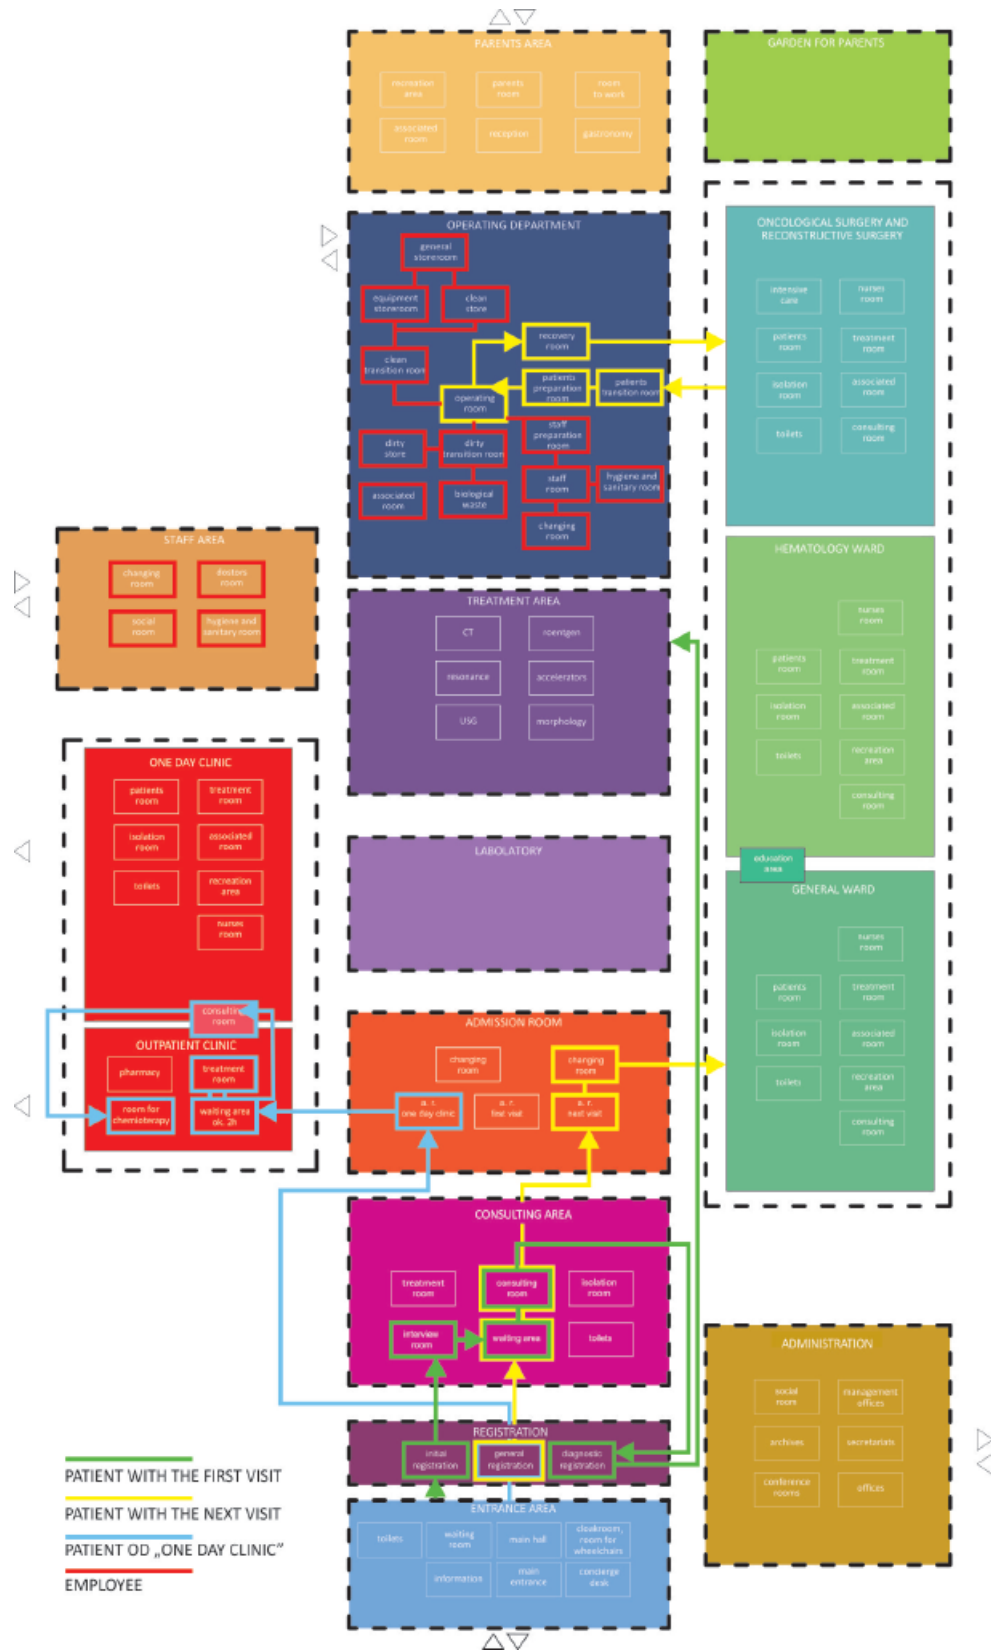 PARENTS AREA
recreation
area
parents
room
room
to work
associated
room
reception
gastronomy
GARDEN FOR PARENTS
OPERATING DEPARTMENT
general
storeroom
equipment
storeroom
clean
store
clean
transition room
recovery
room
operating
room
patients
preparation
room
patients
transition room
staff
preparation
room
dirty
store
dirty
transition room
associated
room
biological
waste
staff
room
hygiene and
sanitary room
changing
room
ONCOLOGICAL SURGERY AND
RECONSTRUCTIVE SURGERY
intensive
care
nurses
room
patients
room
treatment
room
isolation
room
associated
room
toilets
consulting
room
STAFF AREA
changing
room
doctors
room
social
room
hygiene and
sanitary room
TREATMENT AREA
CT
roentgen
resonance
accelerators
USG
morphology
HEMATOLOGY WARD
nurses
room
patients
room
treatment
room
isolation
room
associated
room
toilets
recreation
area
consulting
room
education
area
ONE DAY CLINIC
patients
room
treatment
room
isolation
room
associated
room
toilets
recreation
area
nurses
room
consulting
room
OUTPATIENT CLINIC
pharmacy
treatment
room
room for
chemioterapy
waiting area
ok. 2h
LABOLATORY
GENERAL WARD
nurses
room
patients
room
treatment
room
isolation
room
associated
room
toilets
recreation
area
consulting
room
ADMISSION ROOM
changing
room
changing
room
a. r.
one day clinic
a. r.
first visit
a. r.
next visit
CONSULTING AREA
treatment
room
consulting
room
isolation
room
interview
room
waiting area
toilets
REGISTRATION
initial
registration
general
registration
diagnostic
registration
ENTRANCE AREA
toilets
waiting
room
main hall
cloakroom,
room for
wheelchairs
information
main
entrance
concierge
desk
ADMINISTRATION
social
room
management
offices
archives
secretariats
conference
rooms
offices
PATIENT WITH THE FIRST VISIT
PATIENT WITH THE NEXT VISIT
PATIENT OD „ONE DAY CLINIC”
EMPLOYEE